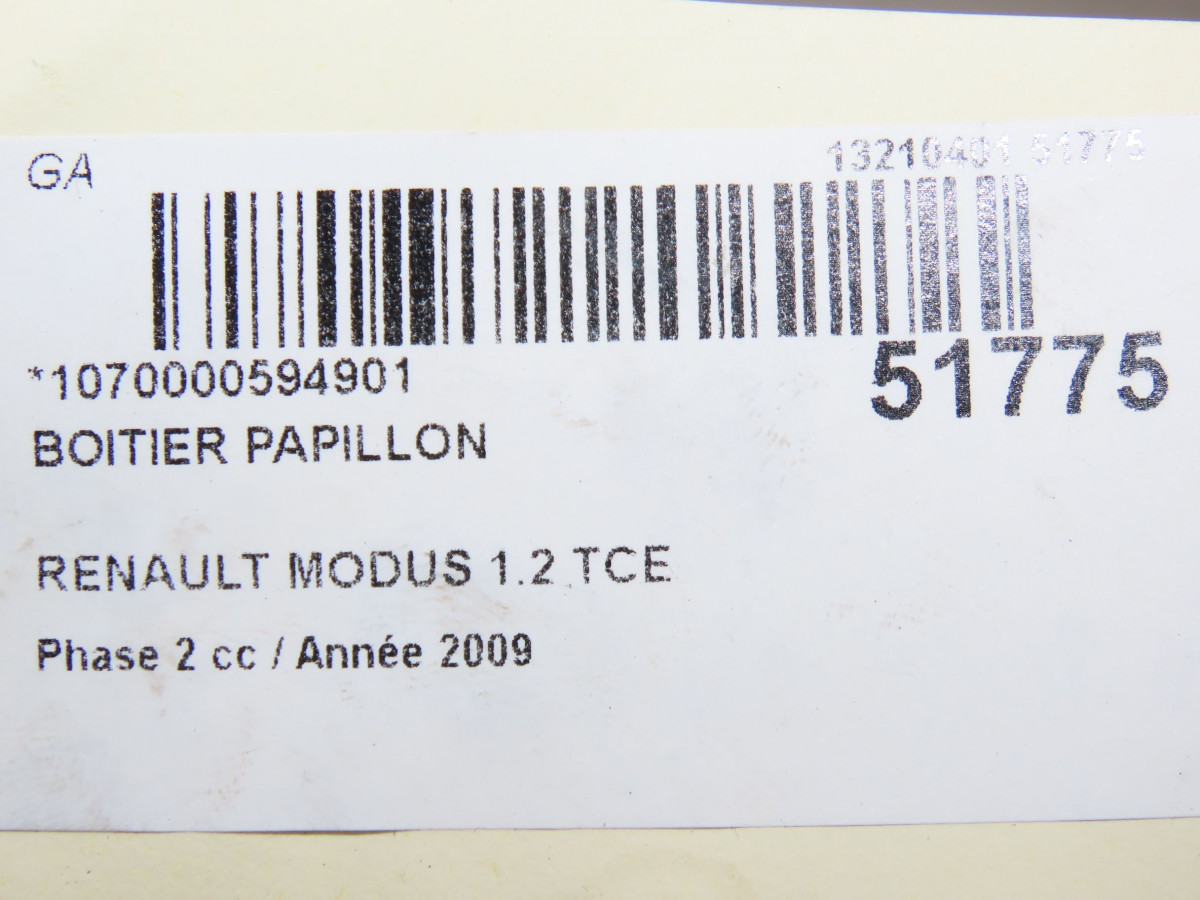 GA
13210401 51775
*1070000594901
51775
BOITIER PAPILLON
RENAULT MODUS 1.2 TCE
Phase 2 cc / Année 2009